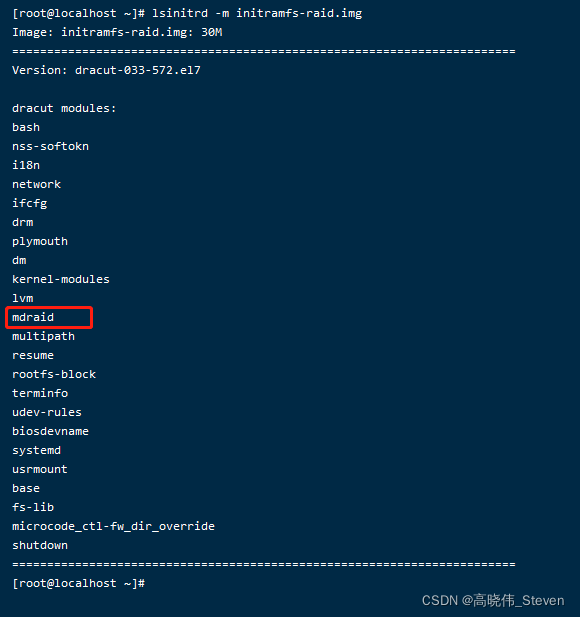 [root@localhost ~]# lsinitrd -m initramfs-raid.img
Image: initramfs-raid.img: 30M
========================================================================
Version: dracut-033-572.el7
dracut modules:
bash
nss-softokn
i18n
network
ifcfg
drm
plymouth
dm
kernel-modules
lvm
mdraid
multipath
resume
rootfs-block
terminfo
udev-rules
biosdevname
systemd
usrmount
base
fs-lib
microcode_ctl-fw_dir_override
shutdown
========================================================================
[root@localhost ~]#
CSDN @高晓伟_Steven